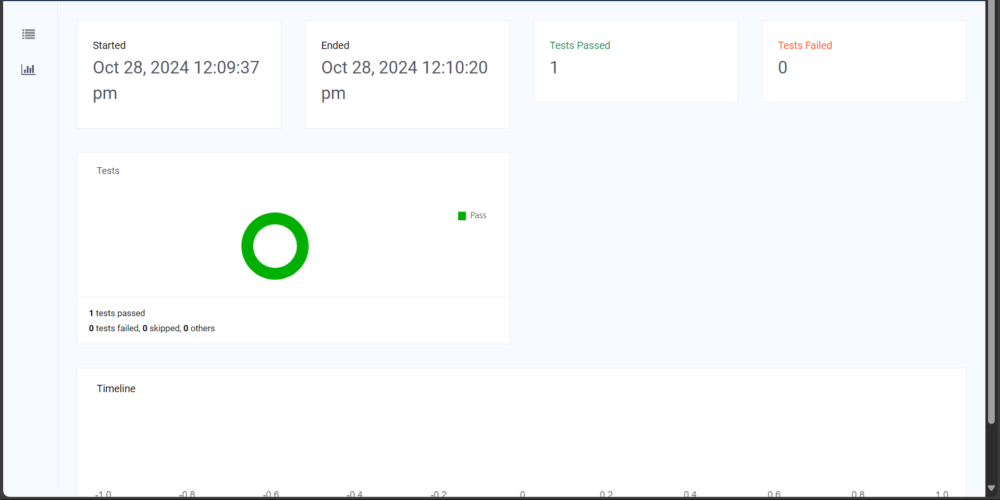 Started
Oct 28, 2024 12:09:37
pm
Ended
Oct 28, 2024 12:10:20
pm
Tests Passed
1
Tests Failed
0
Tests
Pass
1 tests passed
0 tests failed, 0 skipped, 0 others
Timeline
-1.0 -0.8 -0.6 -0.4 -0.2 0 0.2 0.4 0.6 0.8 1.0